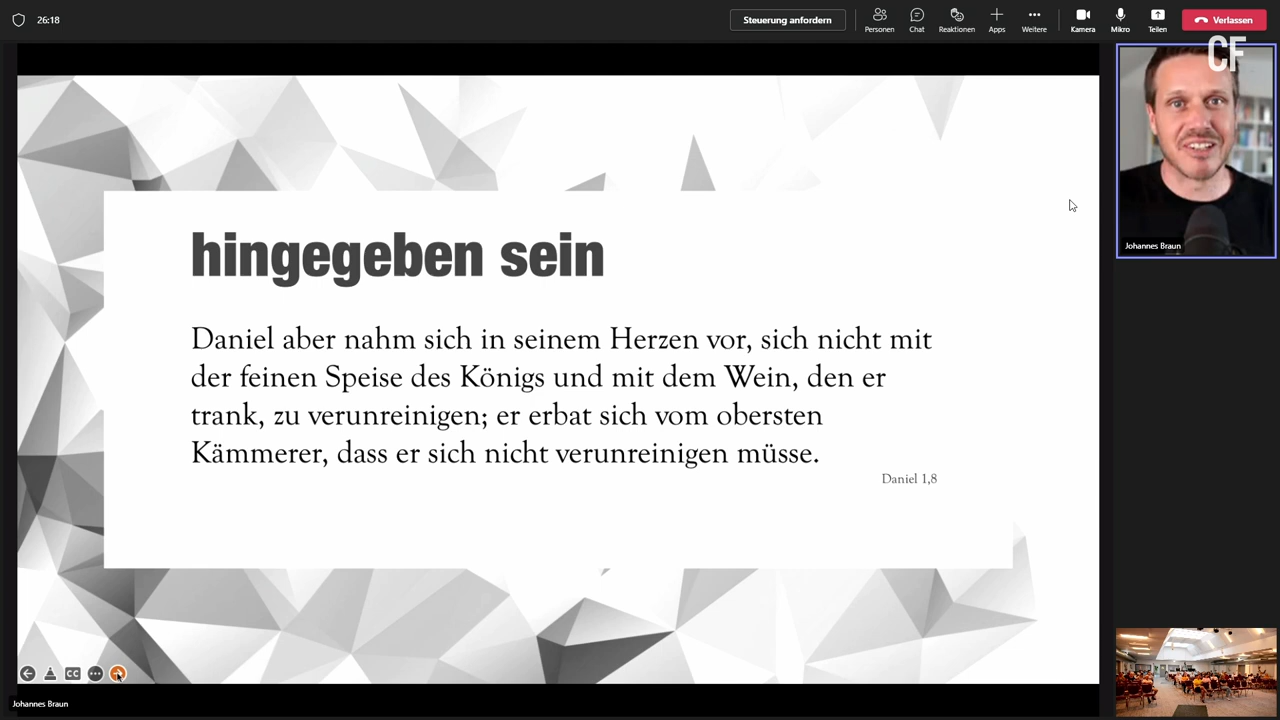 26:18
Steuerung anfordern
Personen
Chat
Reaktionen
Apps
Weitere
Kamera
Mikro
Teilen
Verlassen
CF
Johannes Braun
hingegeben sein
Daniel aber nahm sich in seinem Herzen vor, sich nicht mit
der feinen Speise des Königs und mit dem Wein, den er
trank, zu verunreinigen; er erbat sich vom obersten
Kämmerer, dass er sich nicht verunreinigen müsse.
Daniel 1,8
CC
Johannes Braun